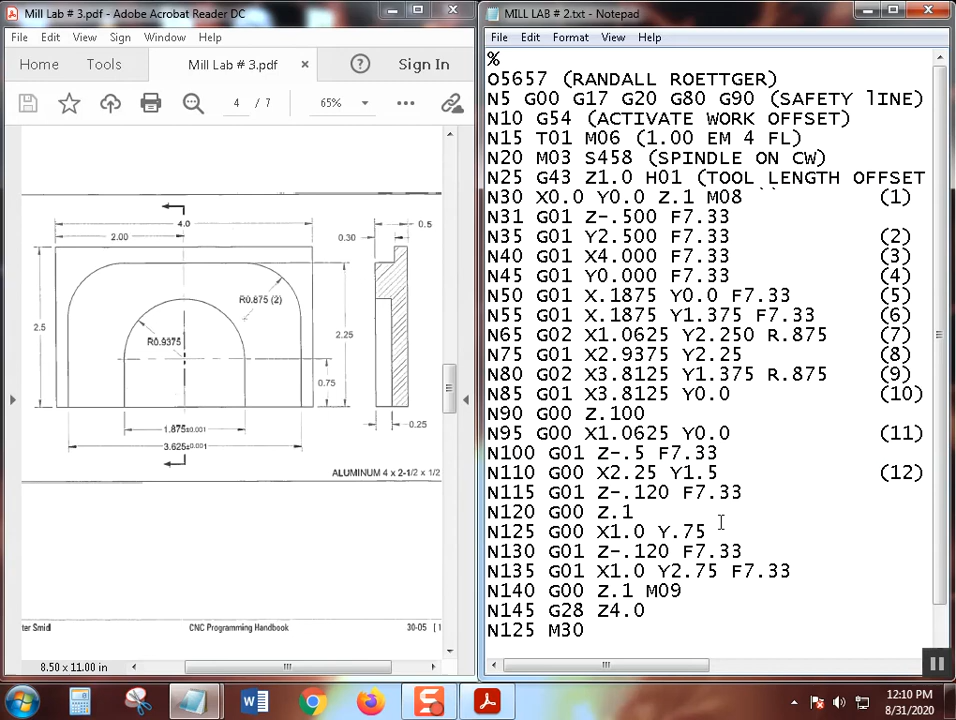 Mill Lab # 3.pdf - Adobe Acrobat Reader DC
File Edit View Sign Window Help
Home Tools Mill Lab # 3.pdf × ? Sign In
4 / 7 65%
4.0
2.00
0.5
0.30
R0.875 (2)
2.5
R0.9375
2.25
0.75
1.875±0.001
3.625±0.001
0.25
ALUMINUM 4 x 2-1/2 x 1/2
ter Smid CNC Programming Handbook 30-05
8.50 x 11.00 in
MILL LAB # 2.txt - Notepad
File Edit Format View Help
%
O5657 (RANDALL ROETTGER)
N5 G00 G17 G20 G80 G90 (SAFETY lINE)
N10 G54 (ACTIVATE WORK OFFSET)
N15 T01 M06 (1.00 EM 4 FL)
N20 M03 S458 (SPINDLE ON CW)
N25 G43 Z1.0 H01 (TOOL LENGTH OFFSET
N30 X0.0 Y0.0 Z.1 M08 `` (1)
N31 G01 Z-.500 F7.33
N35 G01 Y2.500 F7.33 (2)
N40 G01 X4.000 F7.33 (3)
N45 G01 Y0.000 F7.33 (4)
N50 G01 X.1875 Y0.0 F7.33 (5)
N55 G01 X.1875 Y1.375 F7.33 (6)
N65 G02 X1.0625 Y2.250 R.875 (7)
N75 G01 X2.9375 Y2.25 (8)
N80 G02 X3.8125 Y1.375 R.875 (9)
N85 G01 X3.8125 Y0.0 (10)
N90 G00 Z.100
N95 G00 X1.0625 Y0.0 (11)
N100 G01 Z-.5 F7.33
N110 G00 X2.25 Y1.5 (12)
N115 G01 Z-.120 F7.33
N120 G00 Z.1
N125 G00 X1.0 Y.75
N130 G01 Z-.120 F7.33
N135 G01 X1.0 Y2.75 F7.33
N140 G00 Z.1 M09
N145 G28 Z4.0
N125 M30
12:10 PM
8/31/2020